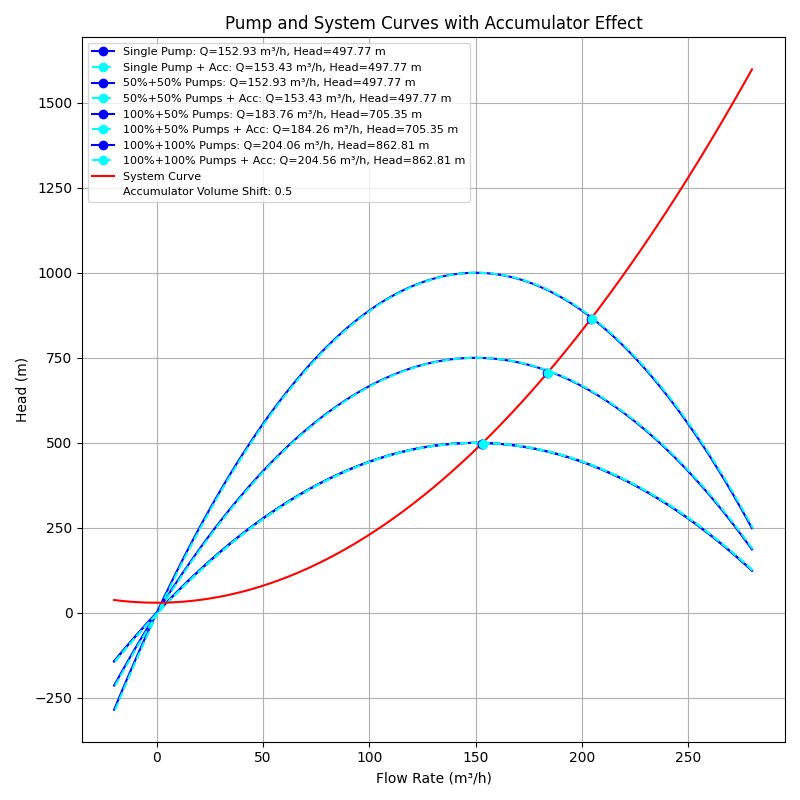 Pump and System Curves with Accumulator Effect
Single Pump: Q=152.93 m³/h, Head=497.77 m
Single Pump + Acc: Q=153.43 m³/h, Head=497.77 m
50%+50% Pumps: Q=152.93 m³/h, Head=497.77 m
50%+50% Pumps + Acc: Q=153.43 m³/h, Head=497.77 m
100%+50% Pumps: Q=183.76 m³/h, Head=705.35 m
100%+50% Pumps + Acc: Q=184.26 m³/h, Head=705.35 m
100%+100% Pumps: Q=204.06 m³/h, Head=862.81 m
100%+100% Pumps + Acc: Q=204.56 m³/h, Head=862.81 m
System Curve
Accumulator Volume Shift: 0.5
Head (m)
1500
1250
1000
750
500
250
0
−250
0 50 100 150 200 250
Flow Rate (m³/h)